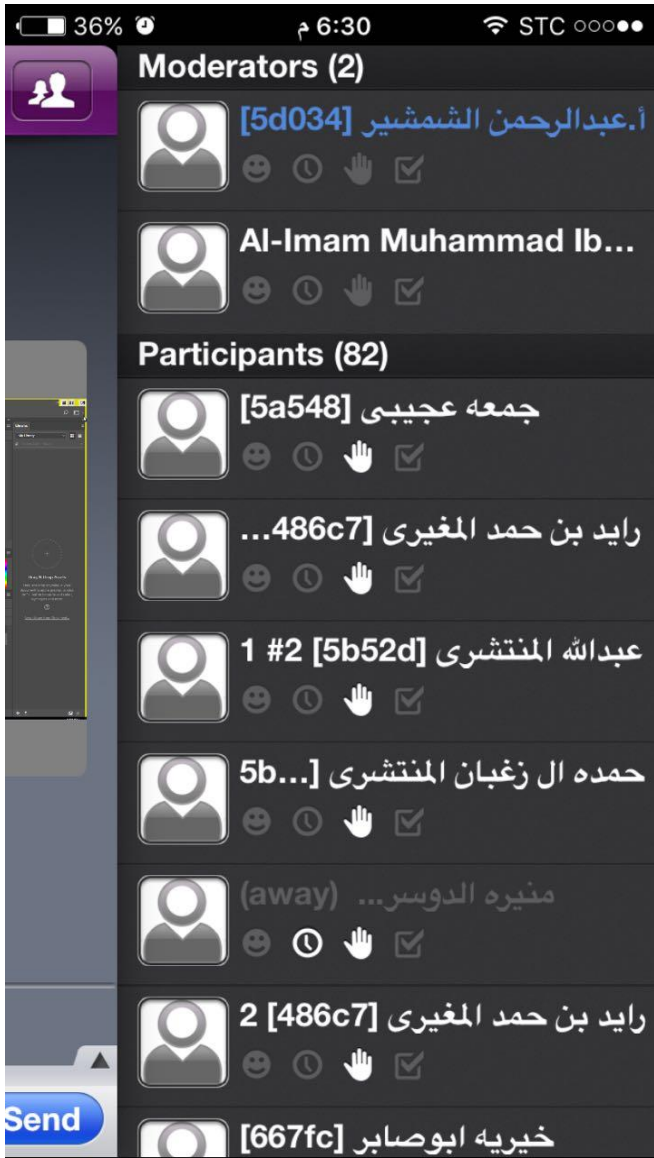 36% 6:30 م STC
Moderators (2)
أ.عبدالرحمن الشمشير [5d034]
Al-Imam Muhammad Ib...
Participants (82)
جمعه عجيبى [5a548]
رايد بن حمد المغيرى [486c7...
عبدالله المنتشرى [5b52d] #2 1
حمده ال زغبان المنتشرى [...5b
منيره الدوسر... (away)
رايد بن حمد المغيرى [486c7] 2
خيريه ابوصابر [667fc]
Send